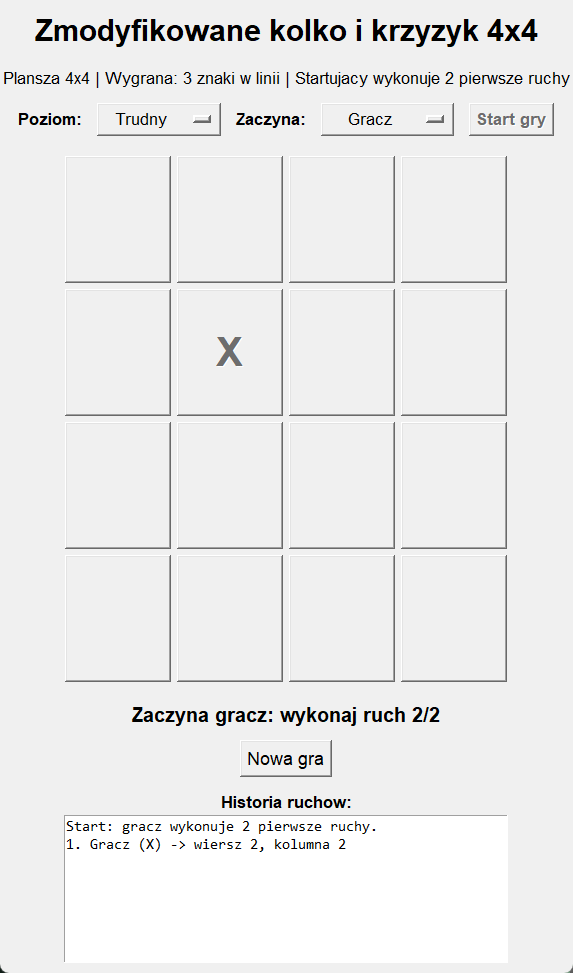 Zmodyfikowane kolko i krzyzyk 4x4
Plansza 4x4 | Wygrana: 3 znaki w linii | Startujacy wykonuje 2 pierwsze ruchy
Poziom: Trudny Zaczyna: Gracz Start gry
X
Zaczyna gracz: wykonaj ruch 2/2
Nowa gra
Historia ruchow:
Start: gracz wykonuje 2 pierwsze ruchy.
1. Gracz (X) -> wiersz 2, kolumna 2